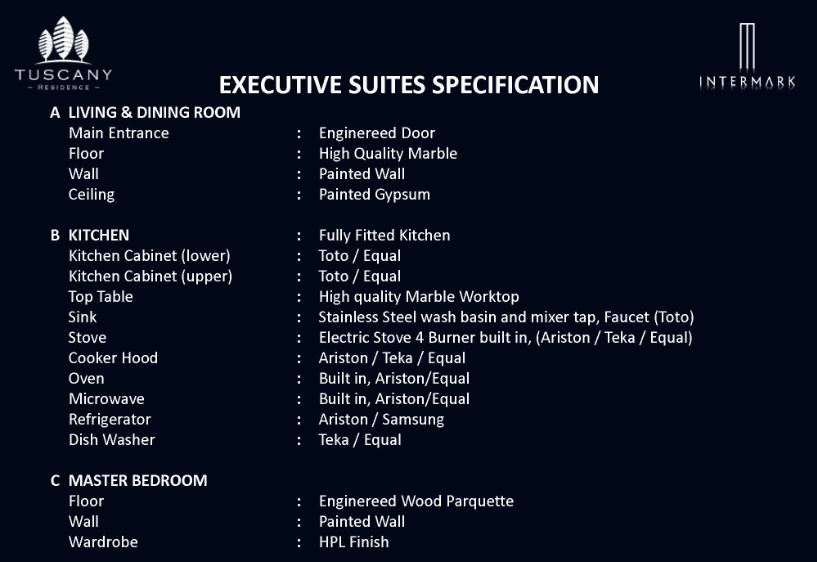 TUSCANY
– RESIDENCE –
INTERMARK
EXECUTIVE SUITES SPECIFICATION
A LIVING & DINING ROOM
Main Entrance : Enginereed Door
Floor : High Quality Marble
Wall : Painted Wall
Ceiling : Painted Gypsum
B KITCHEN : Fully Fitted Kitchen
Kitchen Cabinet (lower) : Toto / Equal
Kitchen Cabinet (upper) : Toto / Equal
Top Table : High quality Marble Worktop
Sink : Stainless Steel wash basin and mixer tap, Faucet (Toto)
Stove : Electric Stove 4 Burner built in, (Ariston / Teka / Equal)
Cooker Hood : Ariston / Teka / Equal
Oven : Built in, Ariston/Equal
Microwave : Built in, Ariston/Equal
Refrigerator : Ariston / Samsung
Dish Washer : Teka / Equal
C MASTER BEDROOM
Floor : Enginereed Wood Parquette
Wall : Painted Wall
Wardrobe : HPL Finish